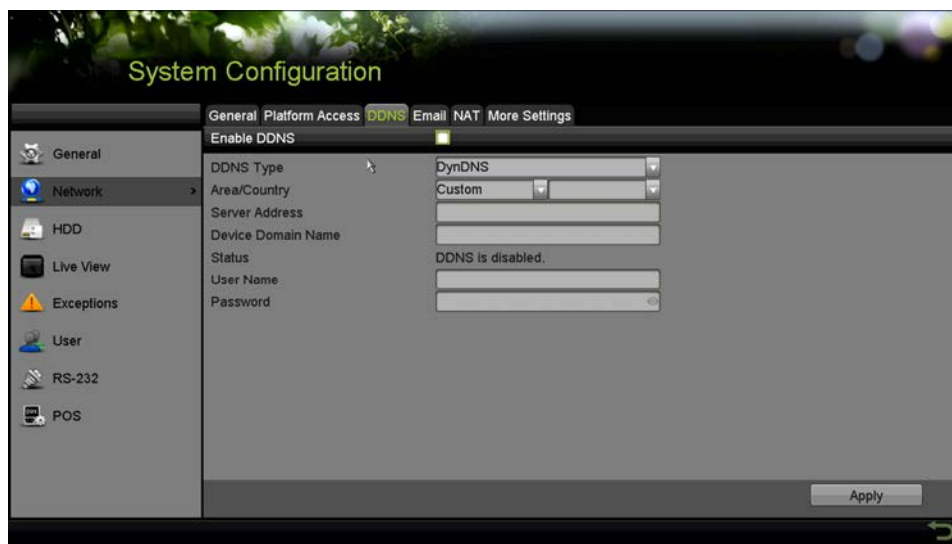 System Configuration
General Platform Access DDNS Email NAT More Settings
Enable DDNS
General
Network
HDD
Live View
Exceptions
User
RS-232
POS
DDNS Type DynDNS
Area/Country Custom
Server Address
Device Domain Name
Status DDNS is disabled.
User Name
Password
Apply